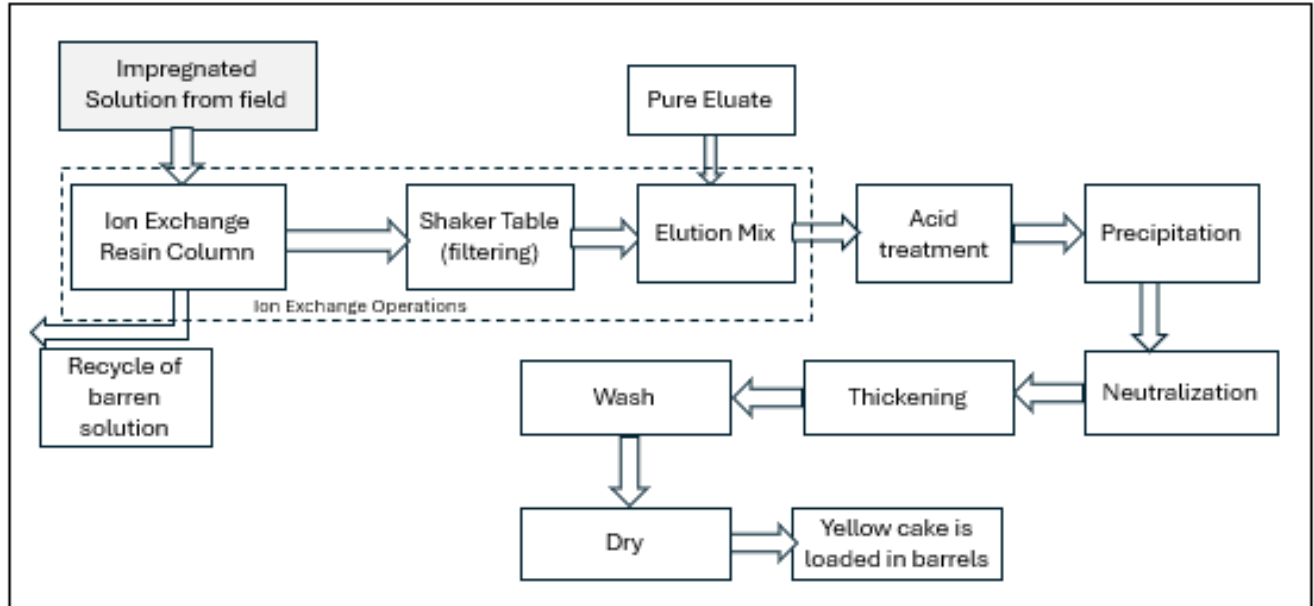 Impregnated
Solution from field
Pure Eluate
Ion Exchange
Resin Column
Shaker Table
(filtering)
Elution Mix
Acid
treatment
Precipitation
Ion Exchange Operations
Recycle of
barren
solution
Wash
Thickening
Neutralization
Dry
Yellow cake is
loaded in barrels